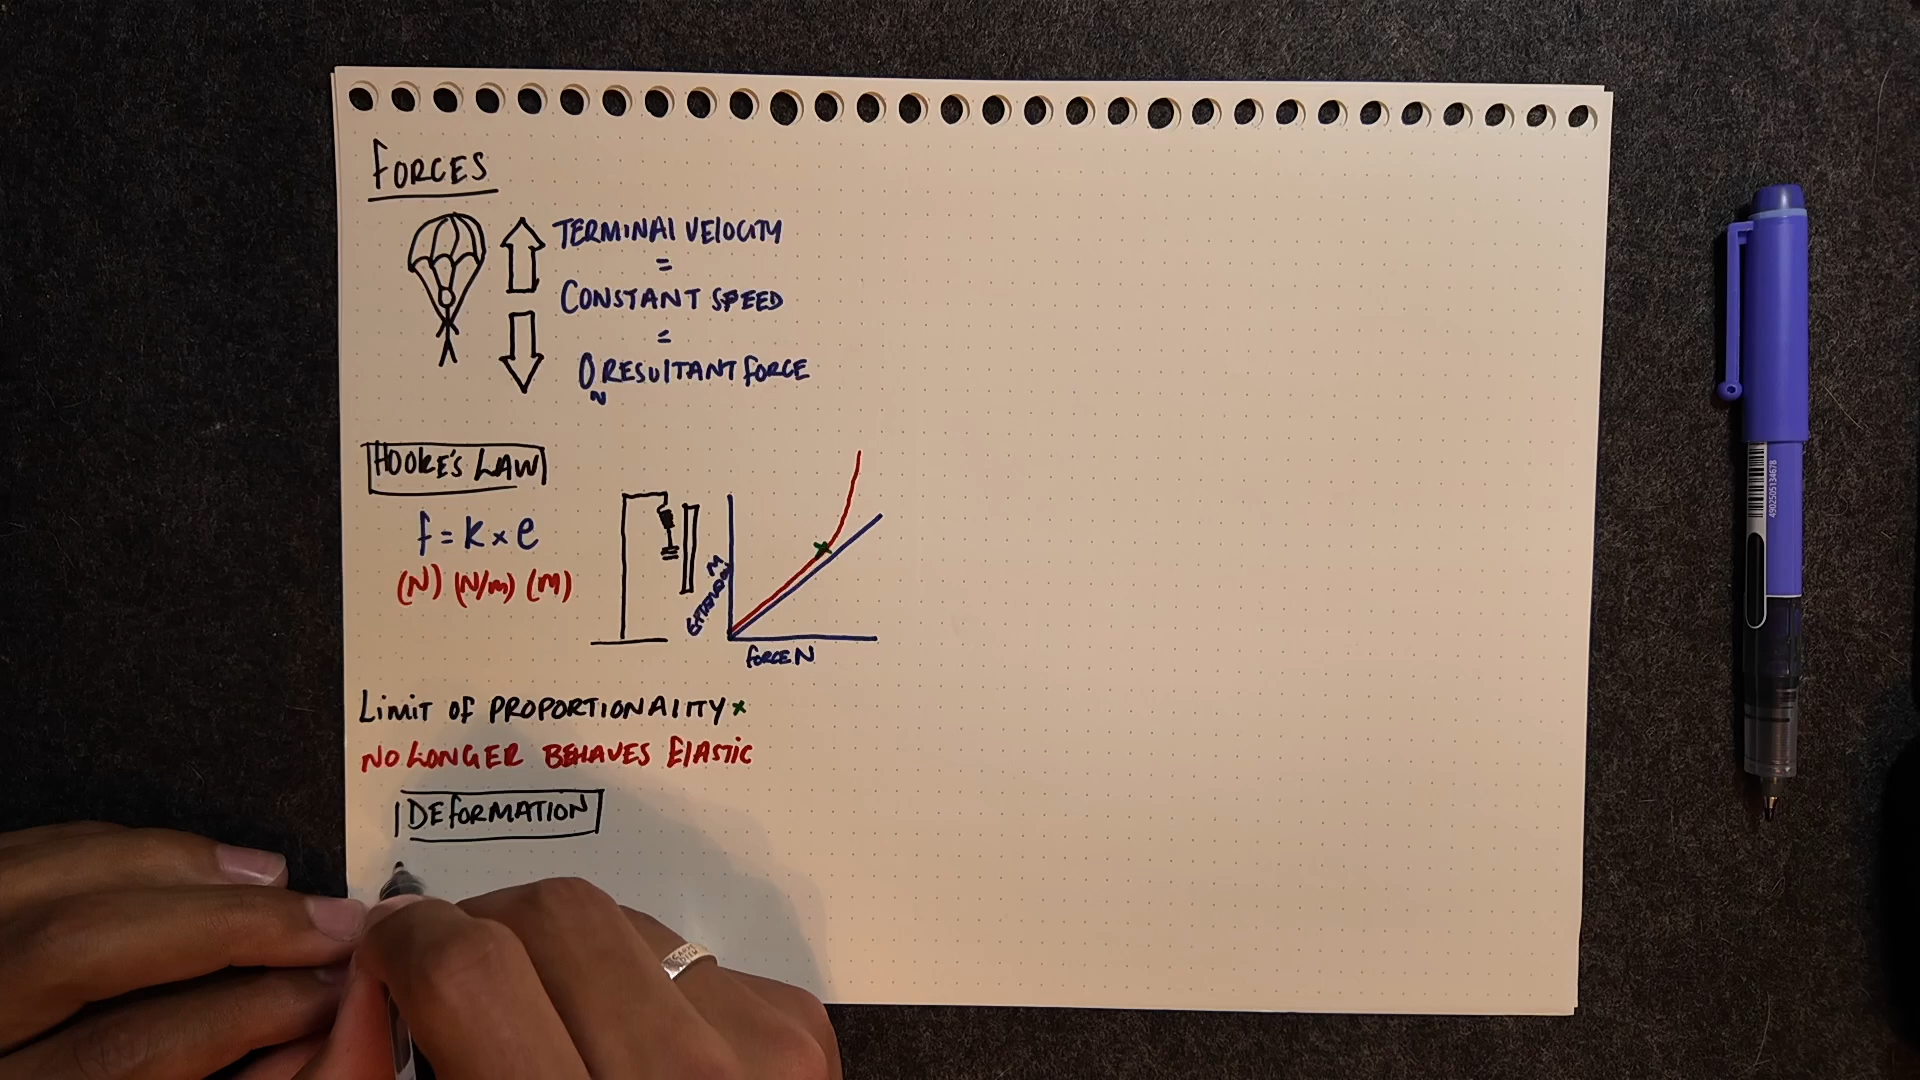 FORCES
TERMINAL VELOCITY
=
CONSTANT SPEED
=
0 RESULTANT FORCE
N
HOOKE'S LAW
f = k × e
(N) (N/m) (m)
EXTENSION M
FORCE N
LIMIT OF PROPORTIONALITY ×
NO LONGER BEHAVES ELASTIC
DEFORMATION
4902505134678